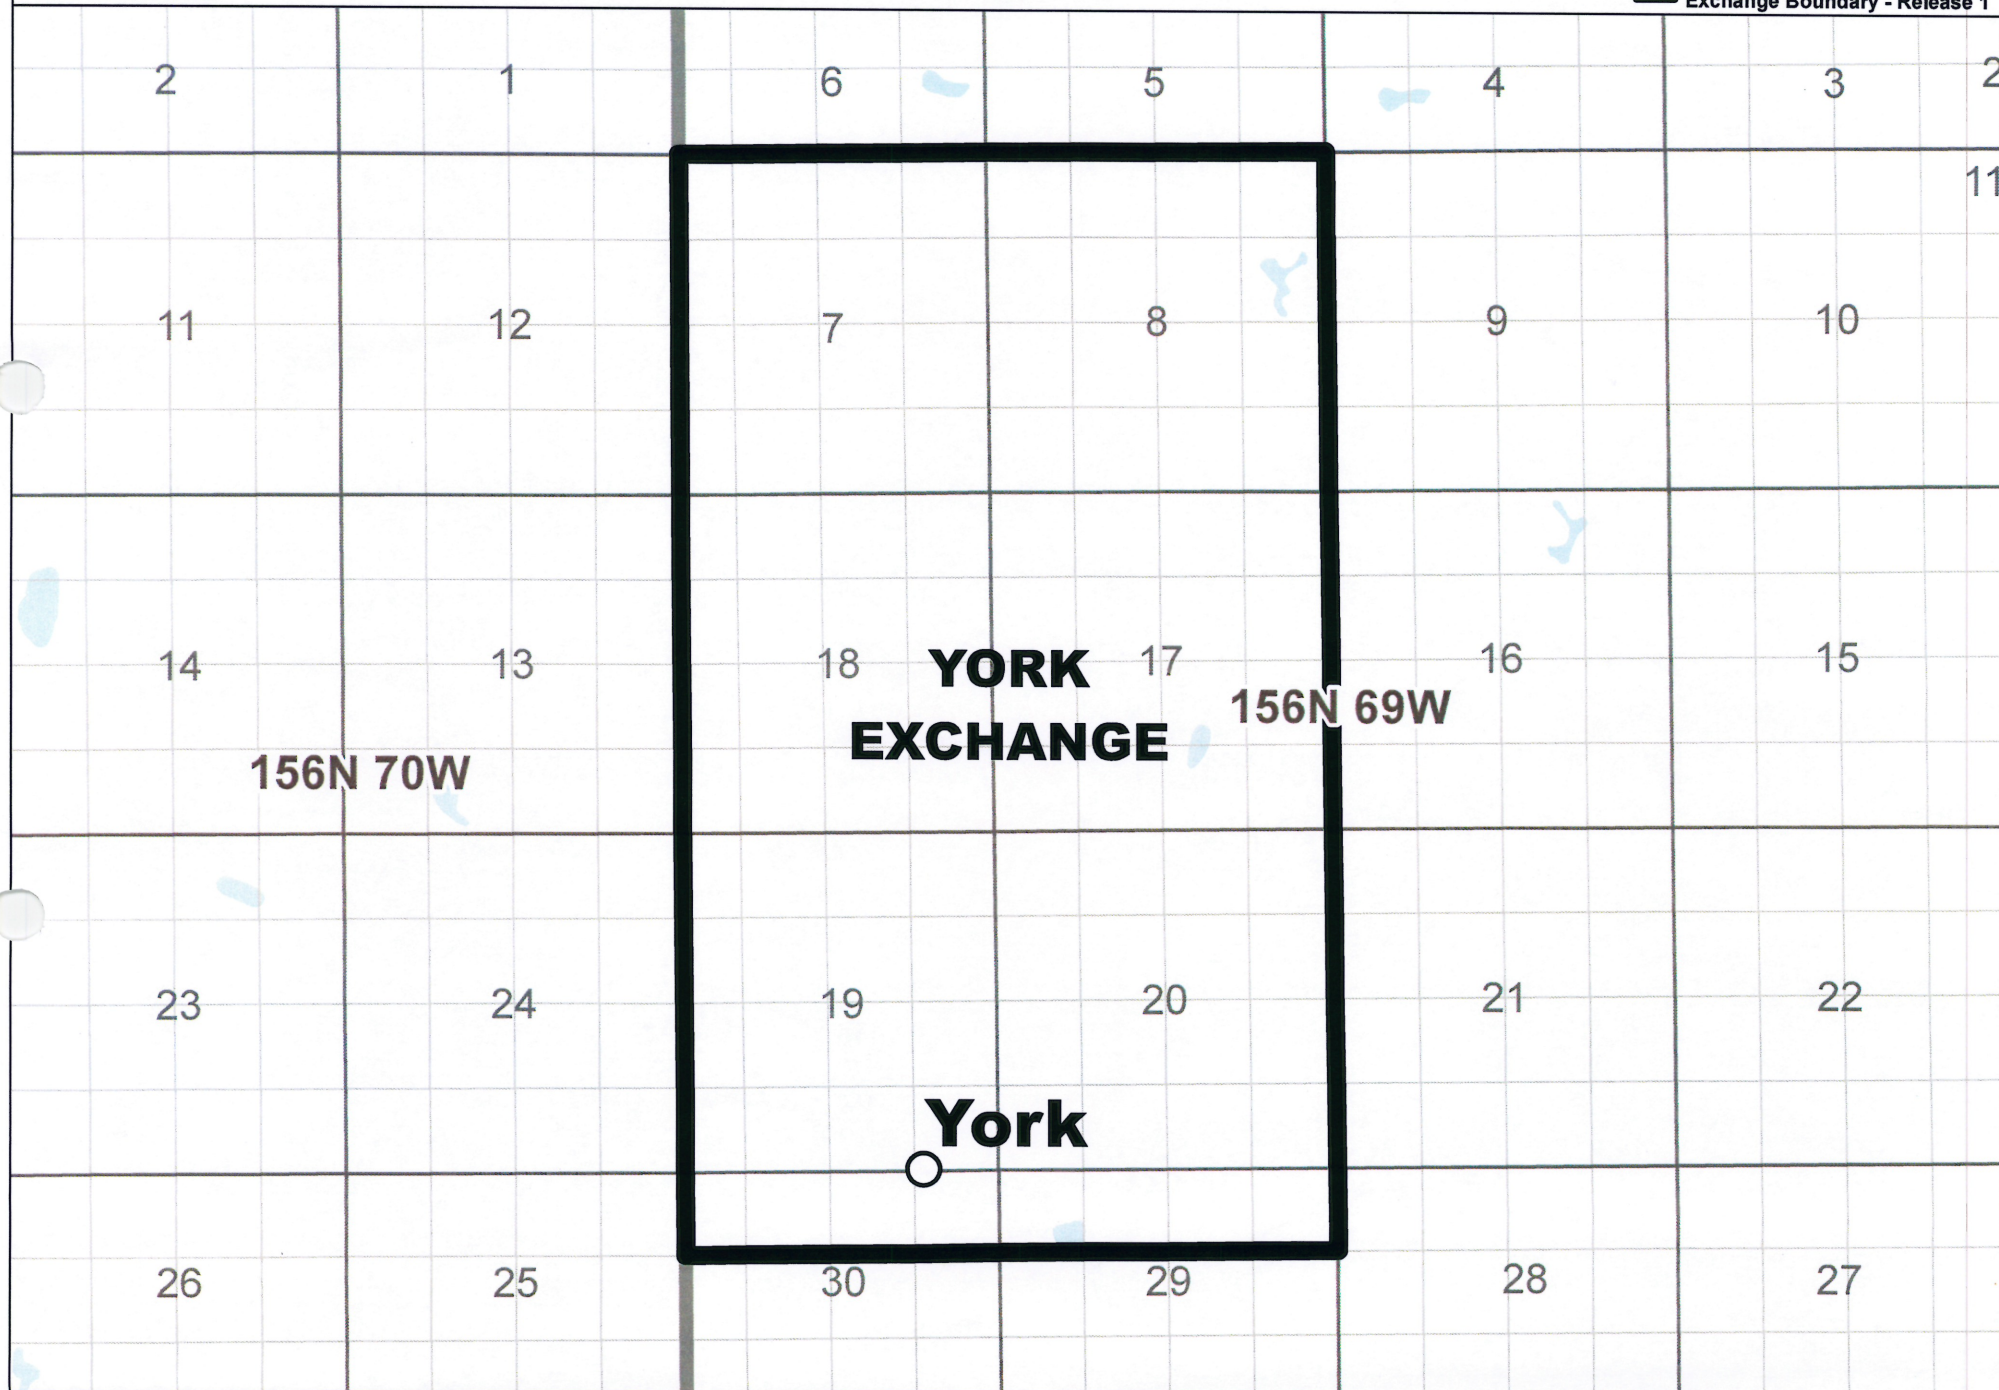 Exchange Boundary - Release 1
2 1 6 5 4 3 2
11
11 12 7 8 9 10
14 13 18 17 16 15
YORK
EXCHANGE
156N 69W
156N 70W
23 24 19 20 21 22
York
26 25 30 29 28 27